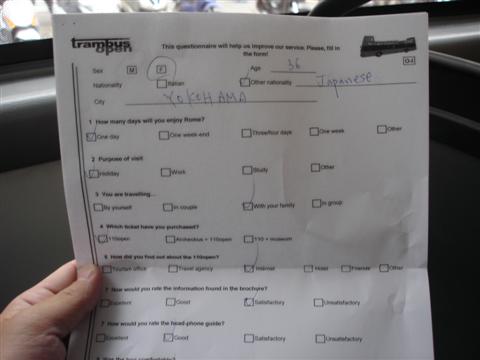 trambus
open
This questionnaire will help us improve our service. Please, fill in
the form!
O-I
Sex M F Age 36
Nationality Italian Other nationality Japanese
City YOKOHAMA
1 How many days will you enjoy Rome?
One day One week-end Three/four days One week Other
2 Purpose of visit
Holiday Work Study Other
3 You are travelling...
By yourself In couple With your family In group
4 Which ticket have you purchased?
110open Archeobus + 110open 110 + museum
5 How did you find out about the 110open?
Tourism office Travel agency Internet Hotel Friends Other
6 How would you rate the information found in the brochure?
Excellent Good Satisfactory Unsatisfactory
7 How would you rate the head-phone guide?
Excellent Good Satisfactory Unsatisfactory
8 Was the bus comfortable?